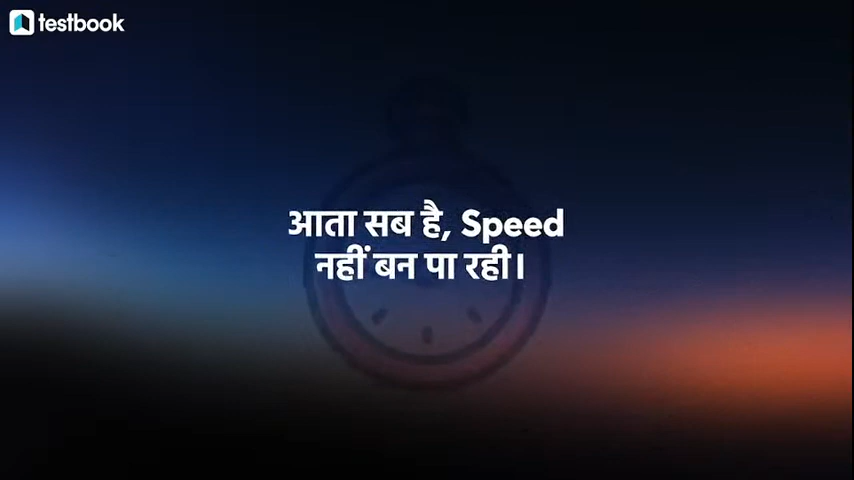 testbook
आता सब है, Speed
नहीं बन पा रही।